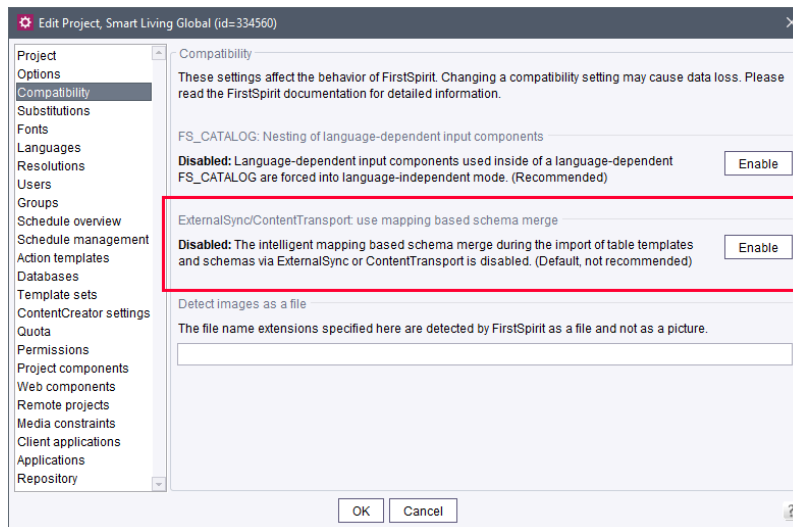 Edit Project, Smart Living Global (id=334560)
Project
Options
Compatibility
Substitutions
Fonts
Languages
Resolutions
Users
Groups
Schedule overview
Schedule management
Action templates
Databases
Template sets
ContentCreator settings
Quota
Permissions
Project components
Web components
Remote projects
Media constraints
Client applications
Applications
Repository
Compatibility
These settings affect the behavior of FirstSpirit. Changing a compatibility setting may cause data loss. Please
read the FirstSpirit documentation for detailed information.
FS_CATALOG: Nesting of language-dependent input components
Disabled: Language-dependent input components used inside of a language-dependent
FS_CATALOG are forced into language-independent mode. (Recommended)
Enable
ExternalSync/ContentTransport: use mapping based schema merge
Disabled: The intelligent mapping based schema merge during the import of table templates
and schemas via ExternalSync or ContentTransport is disabled. (Default, not recommended)
Enable
Detect images as a file
The file name extensions specified here are detected by FirstSpirit as a file and not as a picture.
OK
Cancel
?